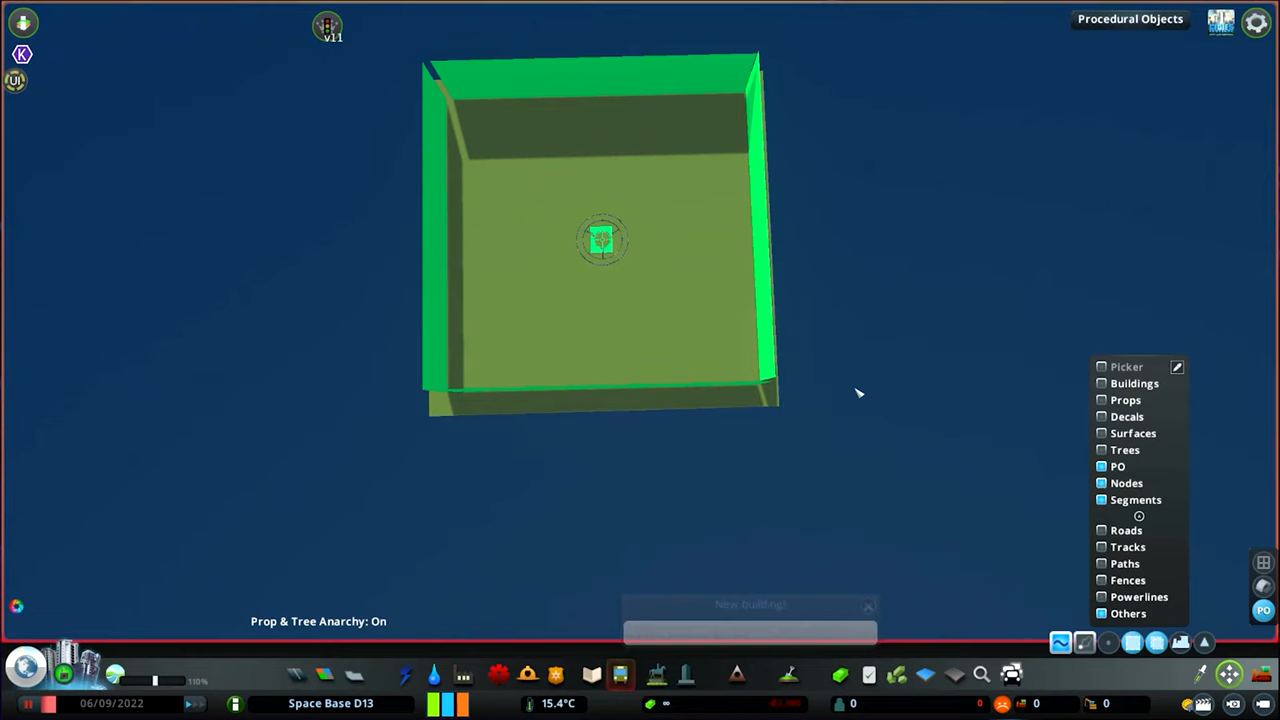 Procedural Objects
v11
K
UI
Picker
Buildings
Props
Decals
Surfaces
Trees
PO
Nodes
Segments
Roads
Tracks
Paths
Fences
Powerlines
Others
PO
New building!
Prop & Tree Anarchy: On
110%
06/09/2022
Space Base D13
15.4°C
∞
0
0
0
0